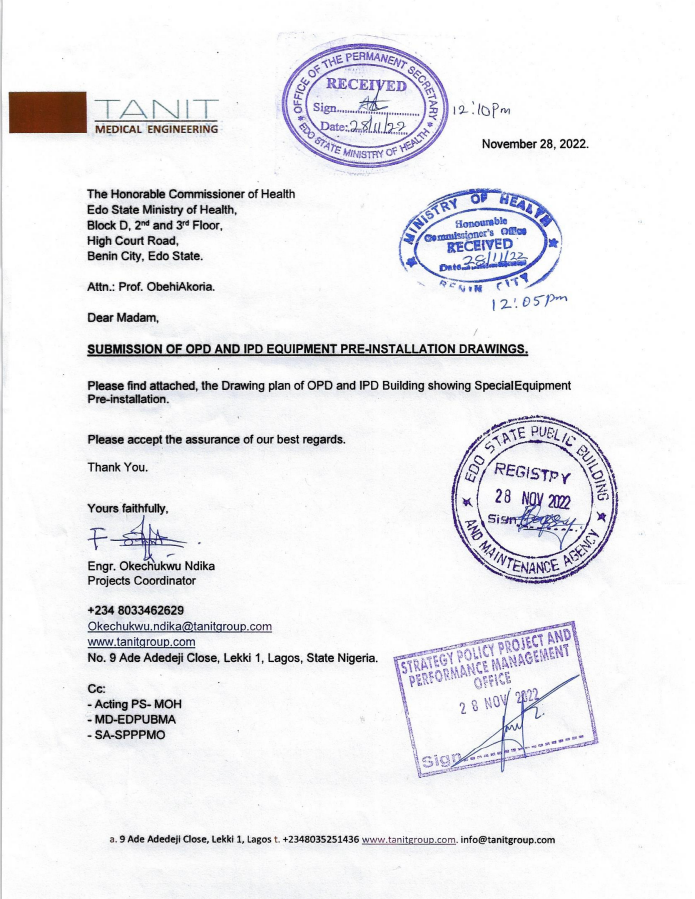 OFFICE OF THE PERMANENT SECRETARY
RECEIVED
Sign
Date: 28/11/22
EDO STATE MINISTRY OF HEALTH
12:10pm
TANIT
MEDICAL ENGINEERING
November 28, 2022.
The Honorable Commissioner of Health
Edo State Ministry of Health,
Block D, 2nd and 3rd Floor,
High Court Road,
Benin City, Edo State.
MINISTRY OF HEALTH
Honourable
Commissioner's Office
RECEIVED
Date 28/11/22
BENIN CITY
12:05pm
Attn.: Prof. ObehiAkoria.
Dear Madam,
SUBMISSION OF OPD AND IPD EQUIPMENT PRE-INSTALLATION DRAWINGS.
Please find attached, the Drawing plan of OPD and IPD Building showing SpecialEquipment
Pre-installation.
Please accept the assurance of our best regards.
Thank You.
EDO STATE PUBLIC BUILDING
REGISTRY
28 NOV 2022
Sign
AND MAINTENANCE AGENCY
Yours faithfully,
Engr. Okechukwu Ndika
Projects Coordinator
+234 8033462629
Okechukwu.ndika@tanitgroup.com
www.tanitgroup.com
No. 9 Ade Adedeji Close, Lekki 1, Lagos, State Nigeria.
STRATEGY POLICY PROJECT AND
PERFORMANCE MANAGEMENT
OFFICE
28 NOV 2022
Sign
Cc:
- Acting PS- MOH
- MD-EDPUBMA
- SA-SPPPMO
a. 9 Ade Adedeji Close, Lekki 1, Lagos t. +2348035251436 www.tanitgroup.com. info@tanitgroup.com